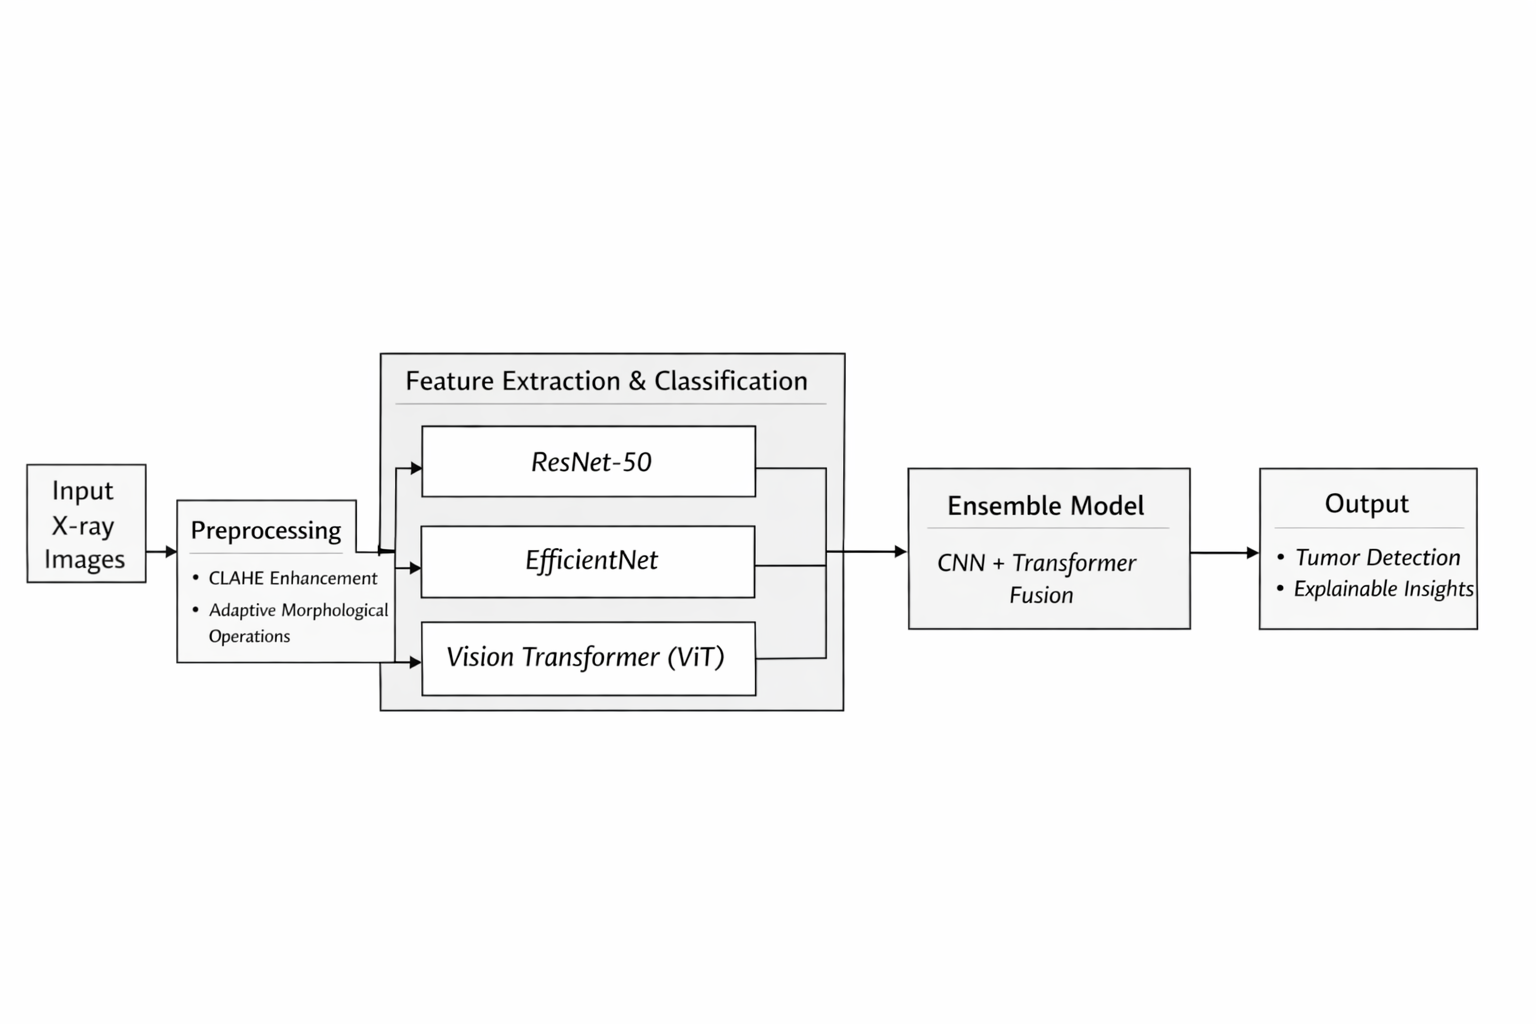 Input
X-ray
Images
Preprocessing
• CLAHE Enhancement
• Adaptive Morphological
Operations
Feature Extraction & Classification
ResNet-50
EfficientNet
Vision Transformer (ViT)
Ensemble Model
CNN + Transformer
Fusion
Output
• Tumor Detection
• Explainable Insights